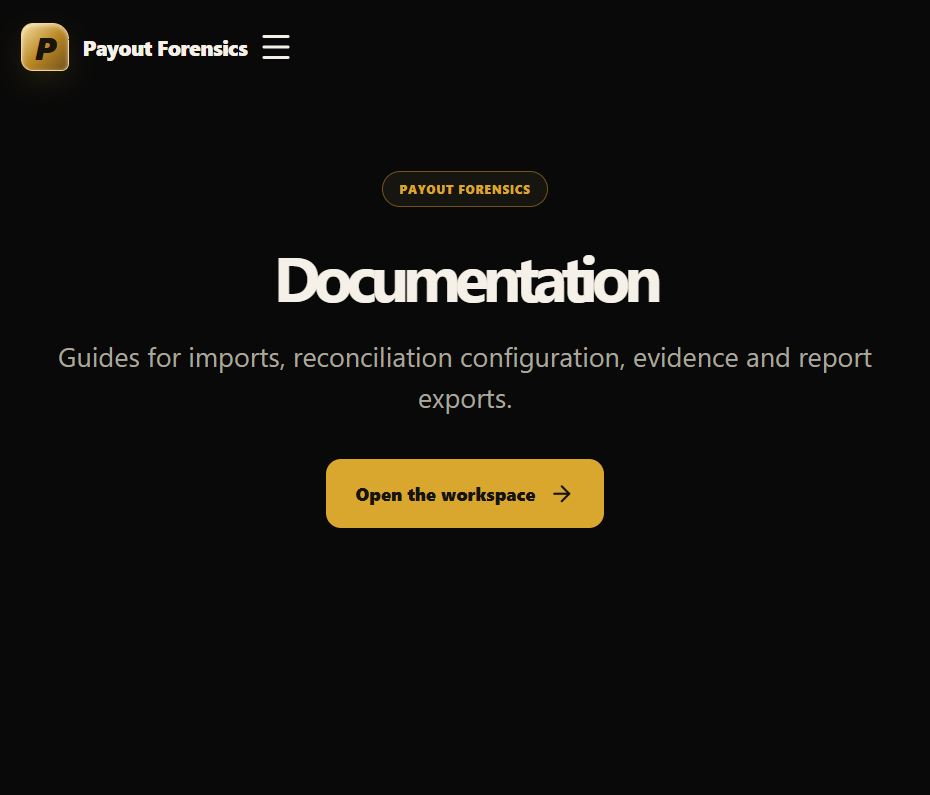 P
Payout Forensics
PAYOUT FORENSICS
Documentation
Guides for imports, reconciliation configuration, evidence and report
exports.
Open the workspace